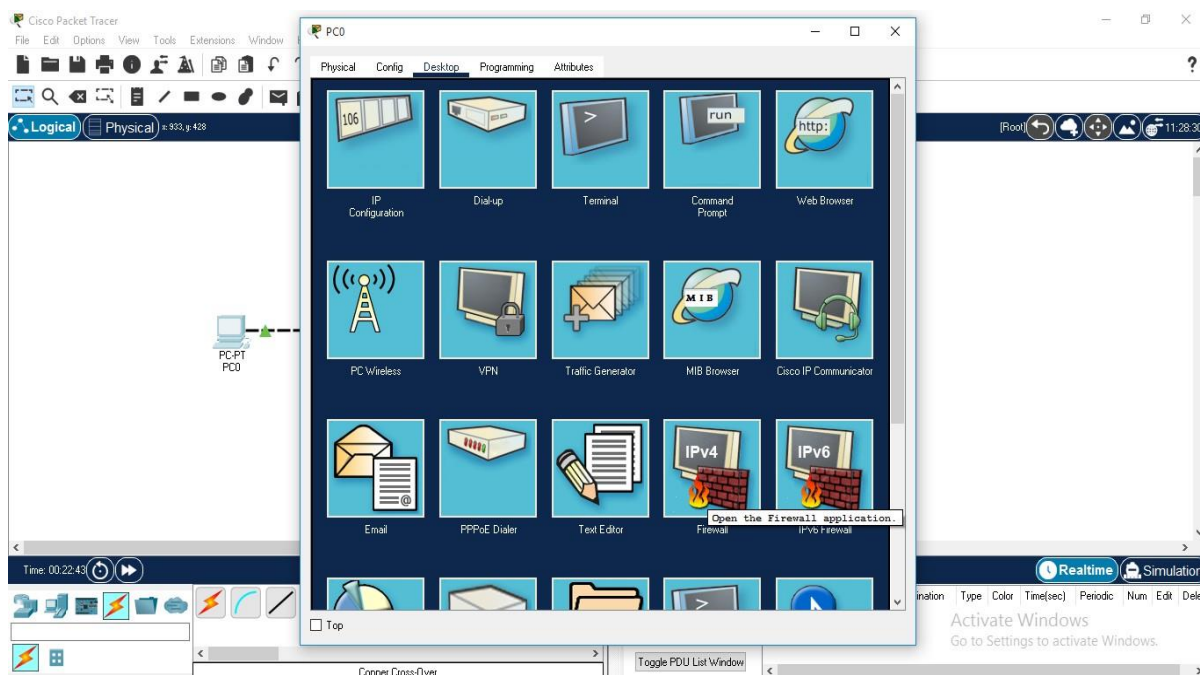 Cisco Packet Tracer
File Edit Options View Tools Extensions Window
PC0
Physical Config Desktop Programming Attributes
Logical Physical x: 933, y: 428
[Root] 11:28:30
106
>
run
http:
IP Configuration
Dial-up
Terminal
Command Prompt
Web Browser
MIB
PC Wireless
VPN
Traffic Generator
MIB Browser
Cisco IP Communicator
PC-PT
PC0
@
IPv4
IPv6
Open the Firewall application.
Email
PPPoE Dialer
Text Editor
Firewall
IPv6 Firewall
Time: 00:22:43
Realtime Simulation
>
Top
ination Type Color Time(sec) Periodic Num Edit Dele
Activate Windows
Go to Settings to activate Windows.
Toggle PDU List Window
Copper Cross-Over